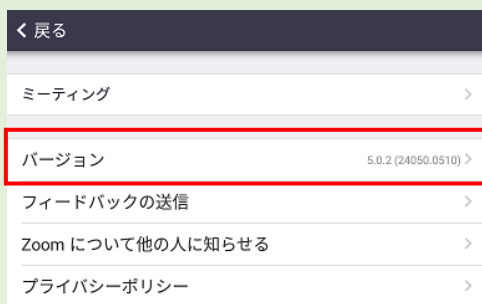 戻る
ミーティング
バージョン 5.0.2 (24050.0510)
フィードバックの送信
Zoom について他の人に知らせる
プライバシーポリシー